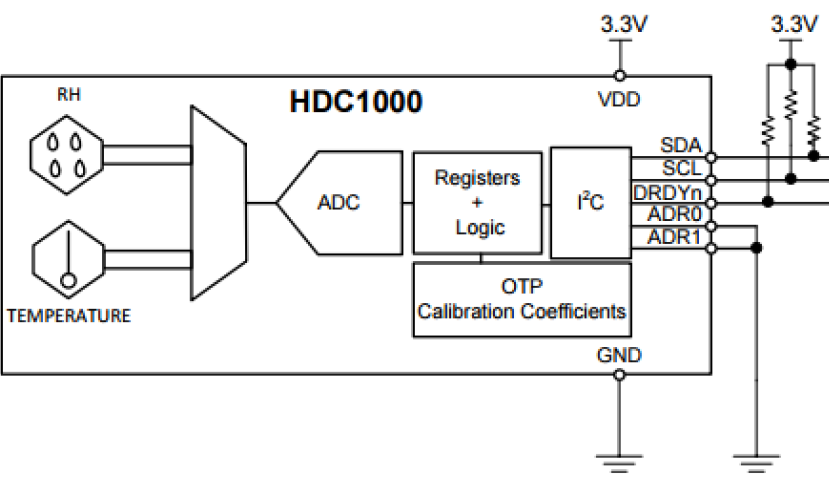 3.3V
3.3V
RH
HDC1000
VDD
SDA
SCL
DRDYn
ADR0
ADR1
ADC
Registers
+
Logic
I²C
OTP
Calibration Coefficients
TEMPERATURE
GND